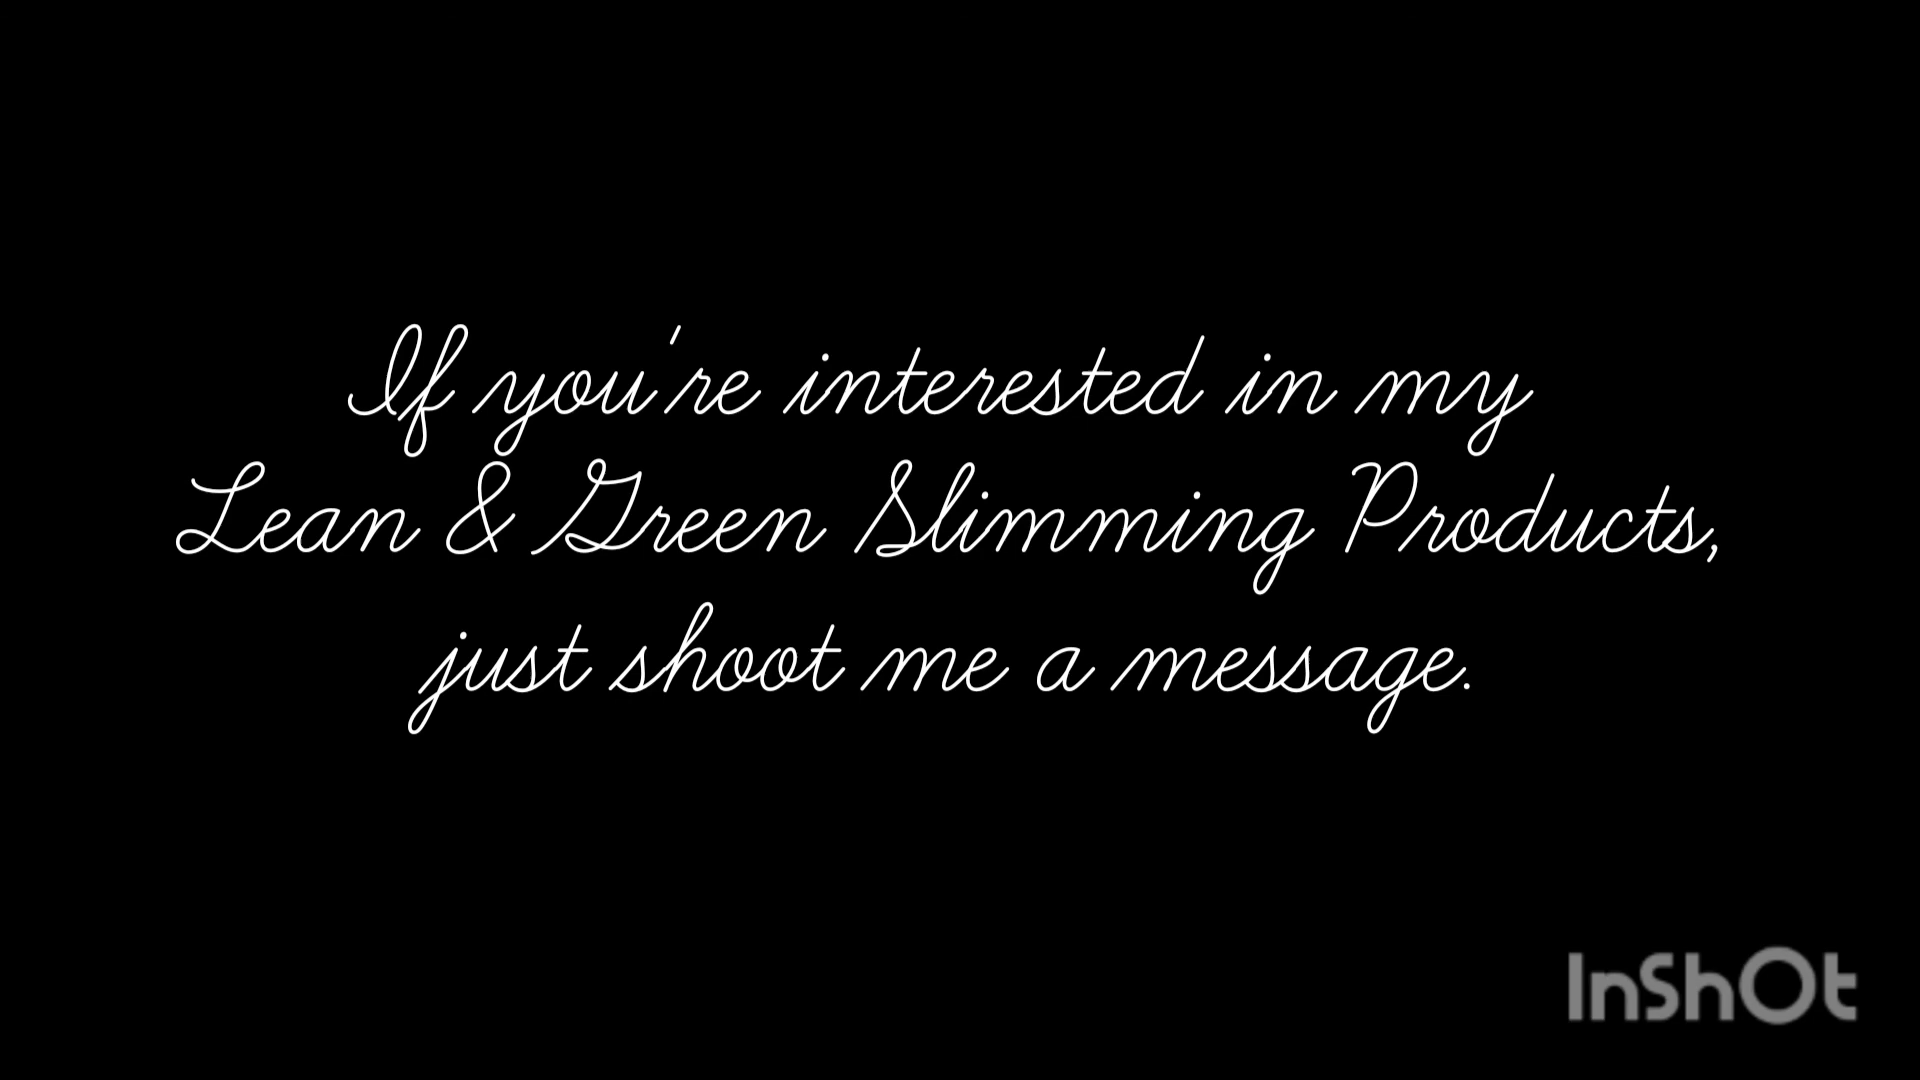 If you're interested in my
Lean & Green Slimming Products,
just shoot me a message.
InShOt